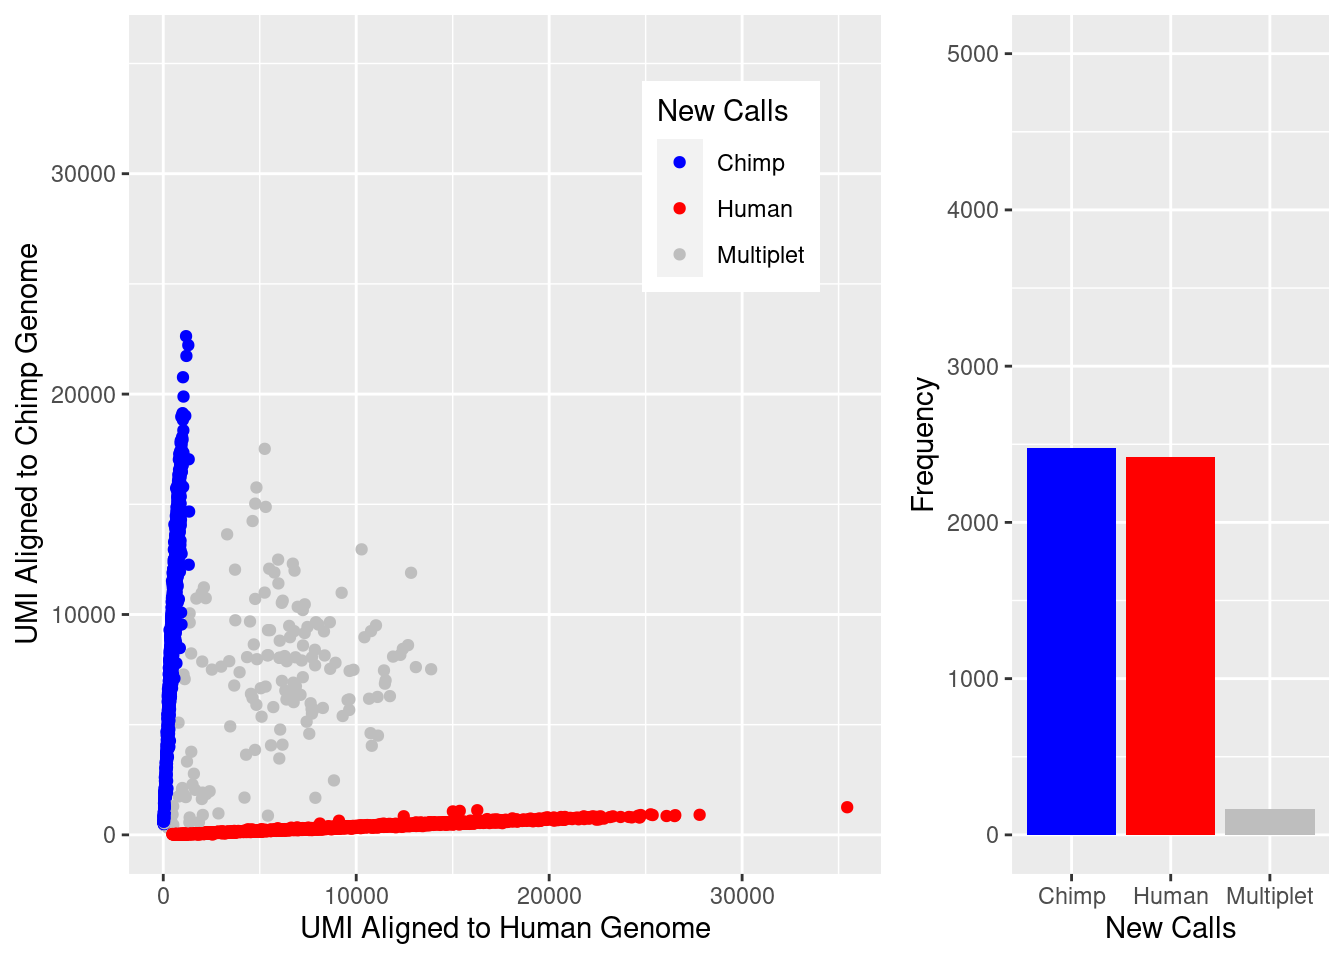 UMI Aligned to Chimp Genome
30000
20000
10000
0
0
10000
20000
30000
UMI Aligned to Human Genome
New Calls
Chimp
Human
Multiplet
Frequency
5000
4000
3000
2000
1000
0
Chimp
Human
Multiplet
New Calls